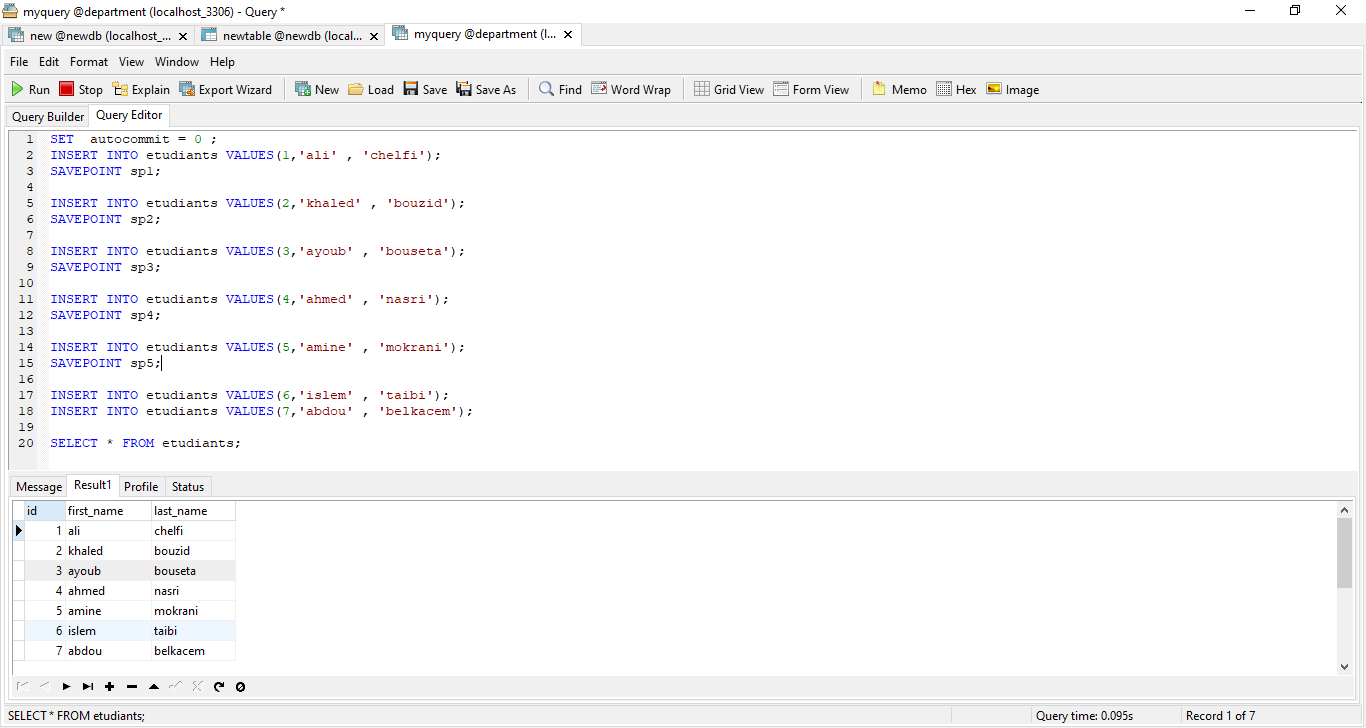 myquery @department (localhost_3306) - Query *
new @newdb (localhost_... newtable @newdb (local... myquery @department (l...
File Edit Format View Window Help
Run Stop Explain Export Wizard New Load Save Save As Find Word Wrap Grid View Form View Memo Hex Image
Query Builder Query Editor
1 SET  autocommit = 0 ;
2 INSERT INTO etudiants VALUES(1,'ali' , 'chelfi');
3 SAVEPOINT sp1;
4
5 INSERT INTO etudiants VALUES(2,'khaled' , 'bouzid');
6 SAVEPOINT sp2;
7
8 INSERT INTO etudiants VALUES(3,'ayoub' , 'bouseta');
9 SAVEPOINT sp3;
10
11 INSERT INTO etudiants VALUES(4,'ahmed' , 'nasri');
12 SAVEPOINT sp4;
13
14 INSERT INTO etudiants VALUES(5,'amine' , 'mokrani');
15 SAVEPOINT sp5;
16
17 INSERT INTO etudiants VALUES(6,'islem' , 'taibi');
18 INSERT INTO etudiants VALUES(7,'abdou' , 'belkacem');
19
20 SELECT * FROM etudiants;
Message Result1 Profile Status
id first_name last_name
1 ali chelfi
2 khaled bouzid
3 ayoub bouseta
4 ahmed nasri
5 amine mokrani
6 islem taibi
7 abdou belkacem
SELECT * FROM etudiants; Query time: 0.095s Record 1 of 7